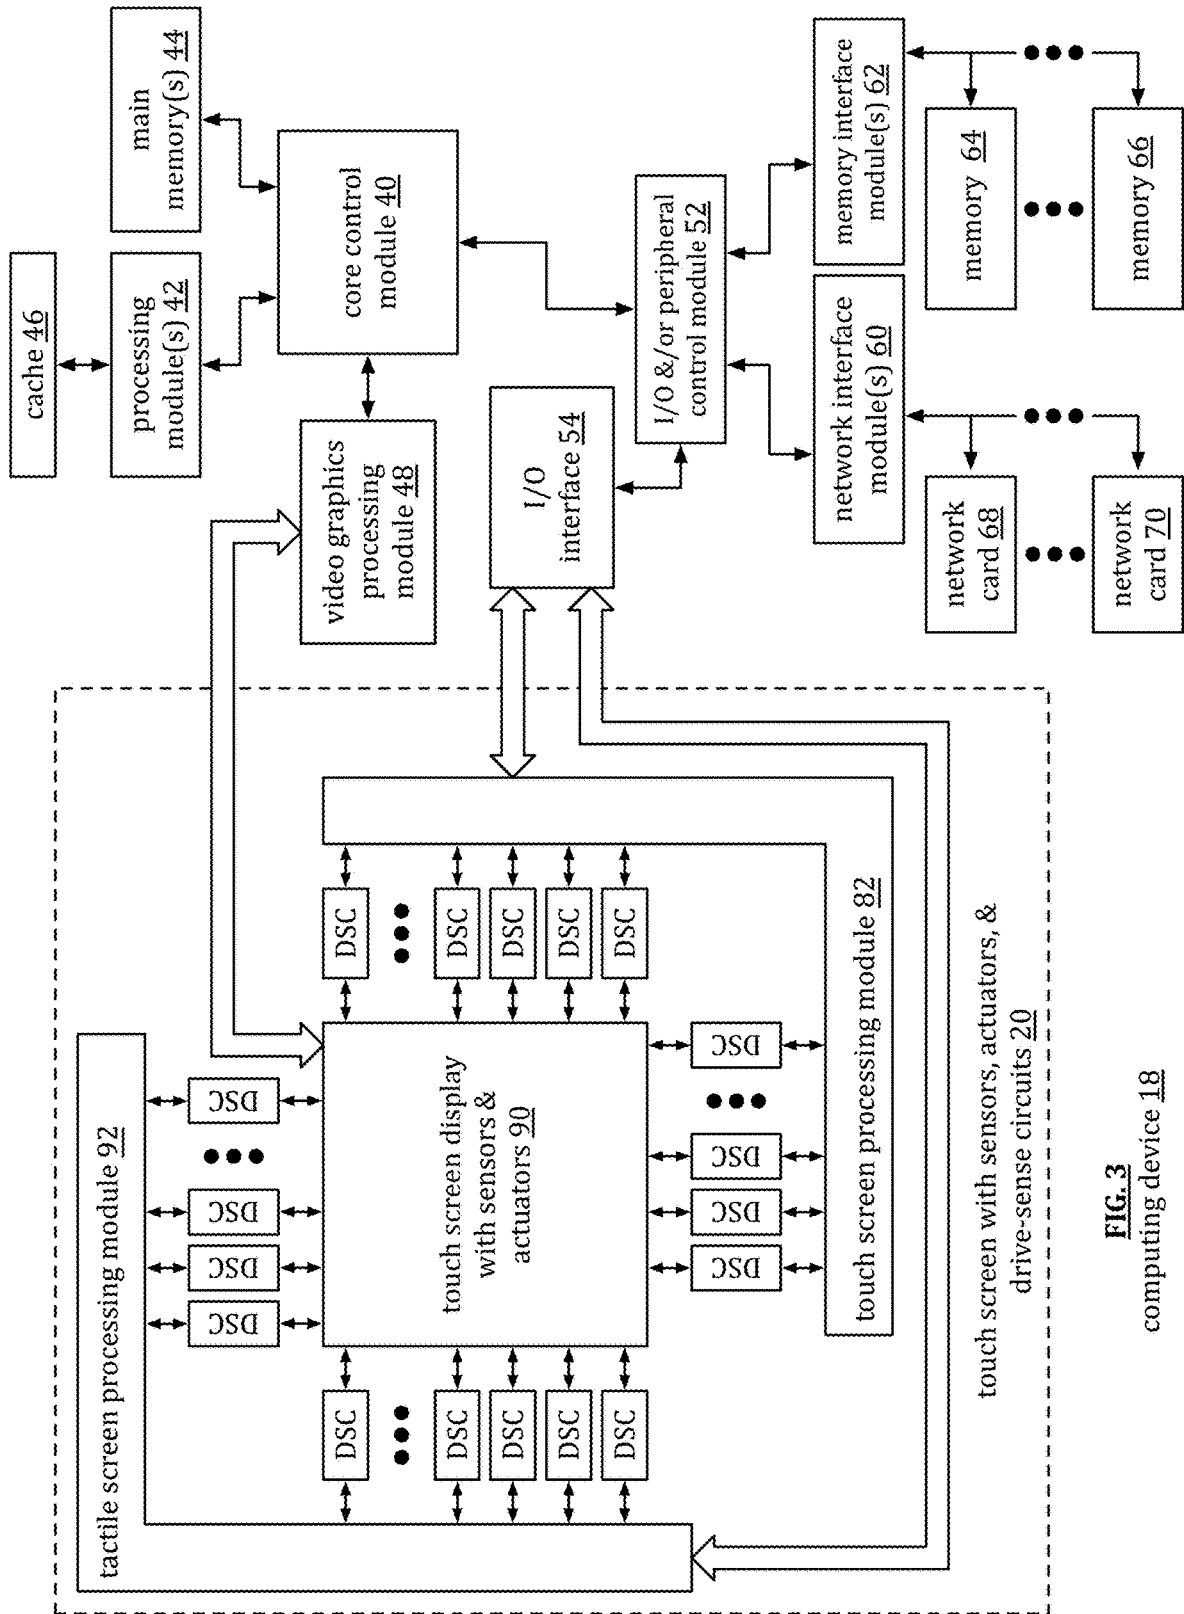 cache 46
processing
module(s) 42
main
memory(s) 44
core control
module 40
video graphics
processing
module 48
I/O
interface 54
I/O &/or peripheral
control module 52
network interface
module(s) 60
memory interface
module(s) 62
network
card 68
network
card 70
memory 64
memory 66
tactile screen processing module 92
DSC
DSC
DSC
DSC
DSC
DSC
DSC
DSC
DSC
touch screen display
with sensors &
actuators 90
DSC
DSC
DSC
DSC
DSC
DSC
DSC
DSC
DSC
touch screen processing module 82
touch screen with sensors, actuators, &
drive-sense circuits 20
FIG. 3
computing device 18